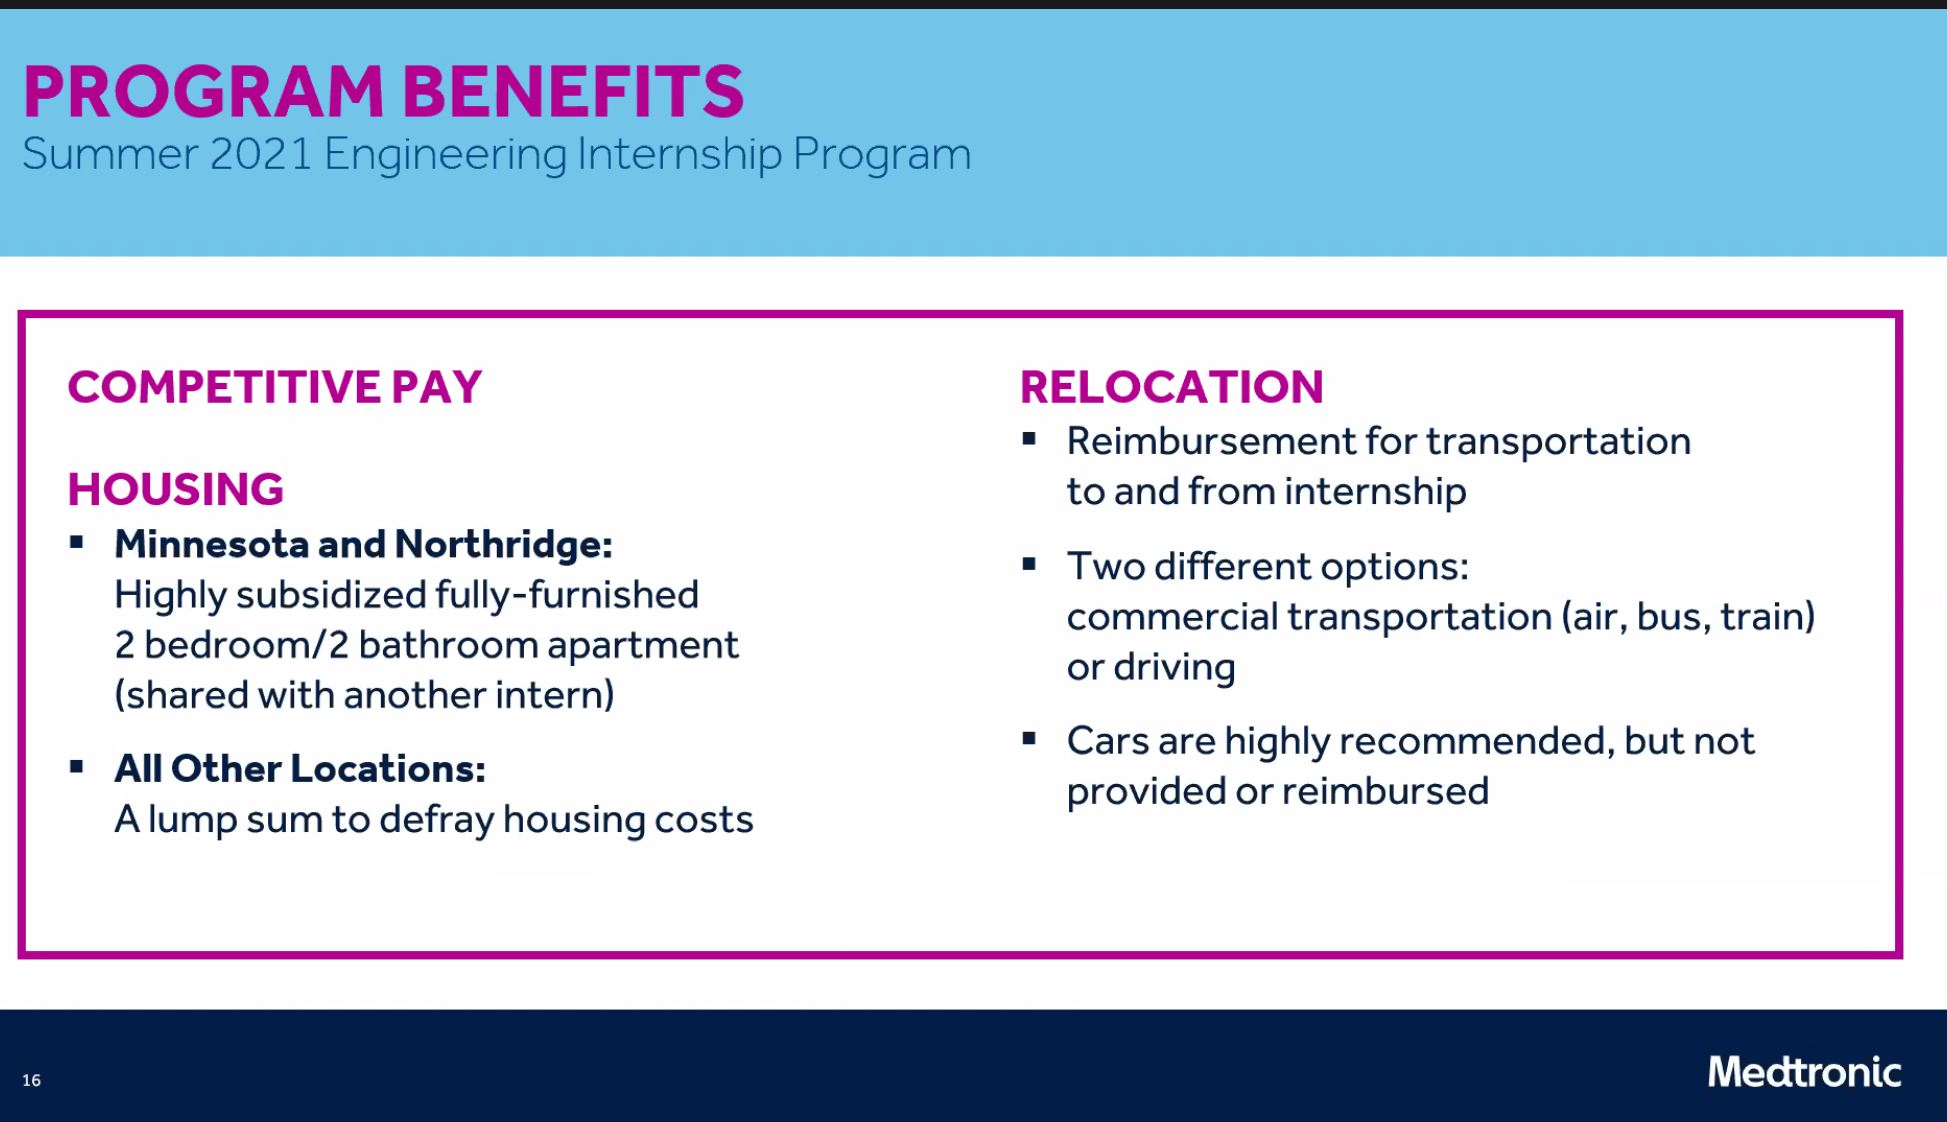 PROGRAM BENEFITS
Summer 2021 Engineering Internship Program
COMPETITIVE PAY
HOUSING
▪ Minnesota and Northridge:
Highly subsidized fully-furnished
2 bedroom/2 bathroom apartment
(shared with another intern)
▪ All Other Locations:
A lump sum to defray housing costs
RELOCATION
▪ Reimbursement for transportation
to and from internship
▪ Two different options:
commercial transportation (air, bus, train)
or driving
▪ Cars are highly recommended, but not
provided or reimbursed
16
Medtronic